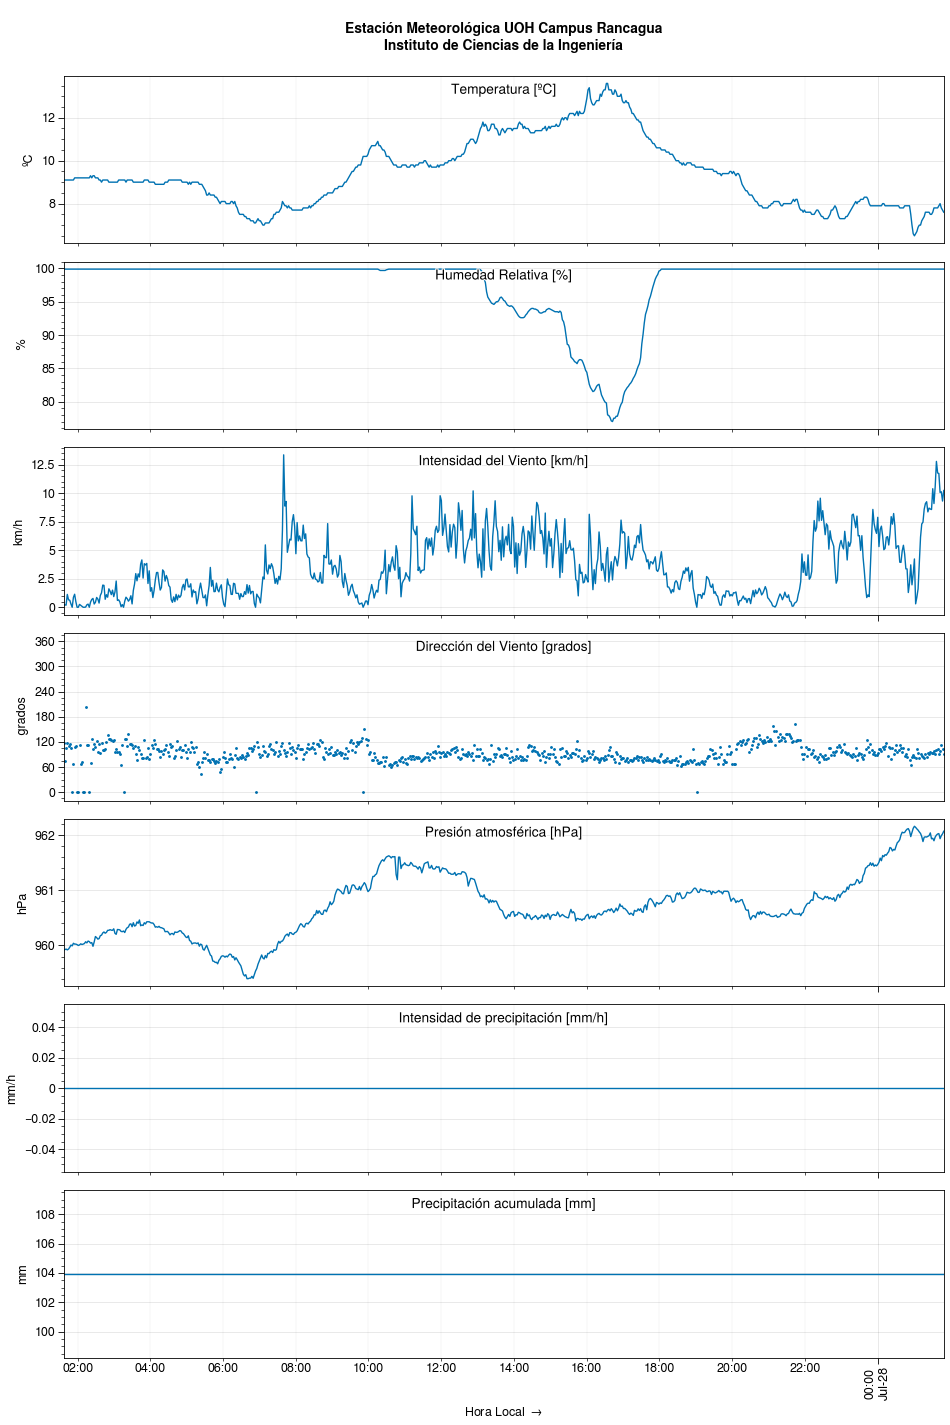 Estación Meteorológica UOH Campus Rancagua
Instituto de Ciencias de la Ingeniería
Temperatura [ºC]
12
10
8
ºC
Humedad Relativa [%]
100
95
90
85
80
%
Intensidad del Viento [km/h]
12.5
10
7.5
5
2.5
0
km/h
Dirección del Viento [grados]
360
300
240
180
120
60
0
grados
Presión atmosférica [hPa]
962
961
960
hPa
Intensidad de precipitación [mm/h]
0.04
0.02
0
−0.02
−0.04
mm/h
Precipitación acumulada [mm]
108
106
104
102
100
mm
02:00 04:00 06:00 08:00 10:00 12:00 14:00 16:00 18:00 20:00 22:00
00:00
Jul-28
Hora Local →